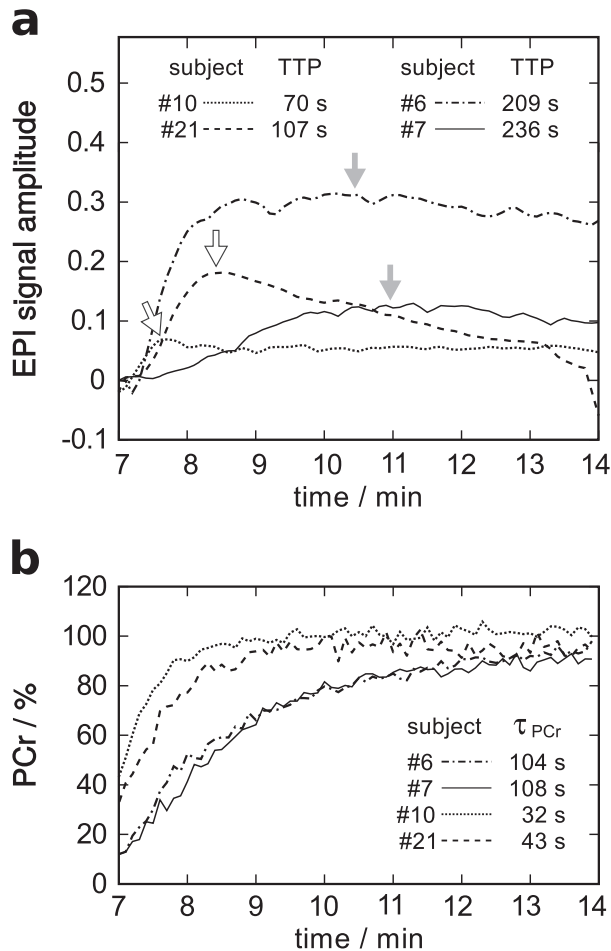 a
EPI signal amplitude
0.5
0.4
0.3
0.2
0.1
0
-0.1
subject TTP subject TTP
#10 70 s #6 209 s
#21 107 s #7 236 s
7 8 9 10 11 12 13 14
time / min
b
PCr / %
120
100
80
60
40
20
0
subject τ PCr
#6 104 s
#7 108 s
#10 32 s
#21 43 s
7 8 9 10 11 12 13 14
time / min